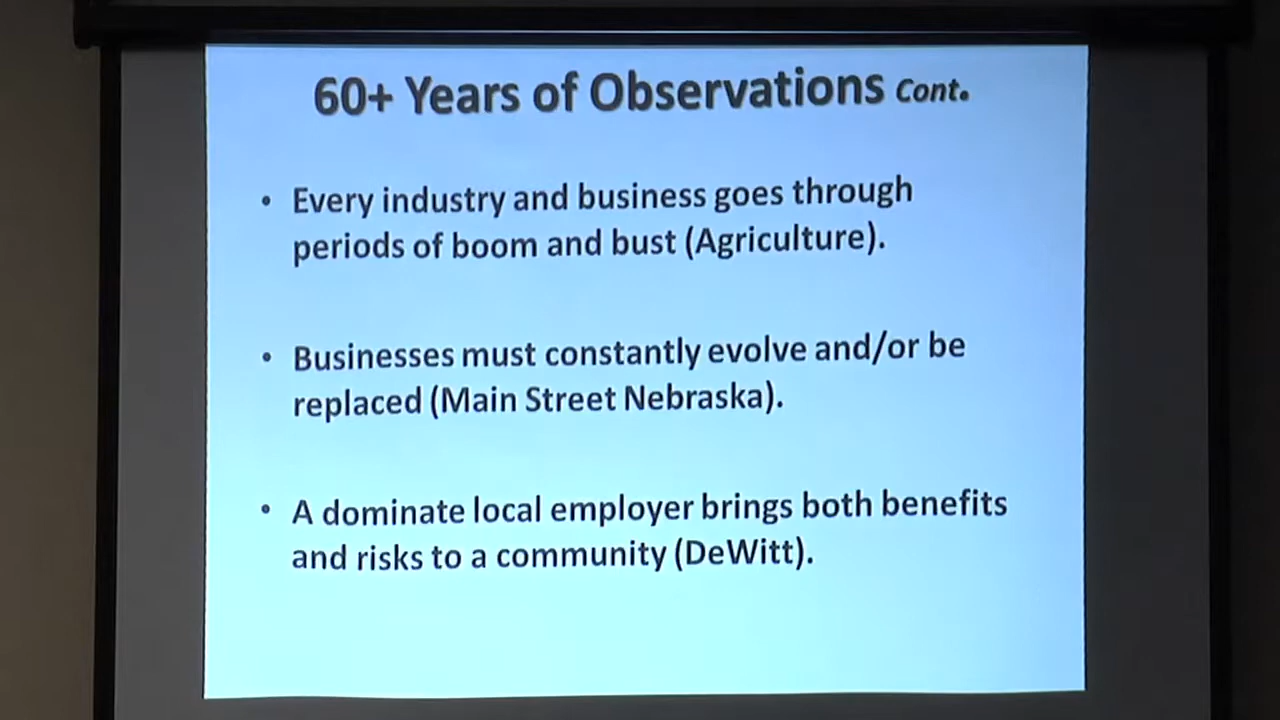 60+ Years of Observations Cont.
• Every industry and business goes through
periods of boom and bust (Agriculture).
• Businesses must constantly evolve and/or be
replaced (Main Street Nebraska).
• A dominate local employer brings both benefits
and risks to a community (DeWitt).